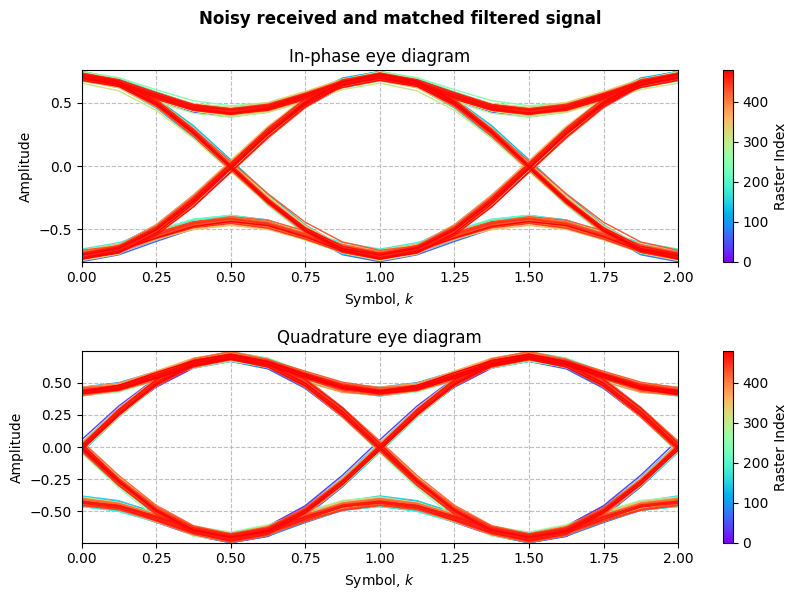 Noisy received and matched filtered signal
In-phase eye diagram
Amplitude
0.5
0.0
−0.5
0.00 0.25 0.50 0.75 1.00 1.25 1.50 1.75 2.00
Symbol, k
400
300
200
100
0
Raster Index
Quadrature eye diagram
Amplitude
0.50
0.25
0.00
−0.25
−0.50
0.00 0.25 0.50 0.75 1.00 1.25 1.50 1.75 2.00
Symbol, k
400
300
200
100
0
Raster Index